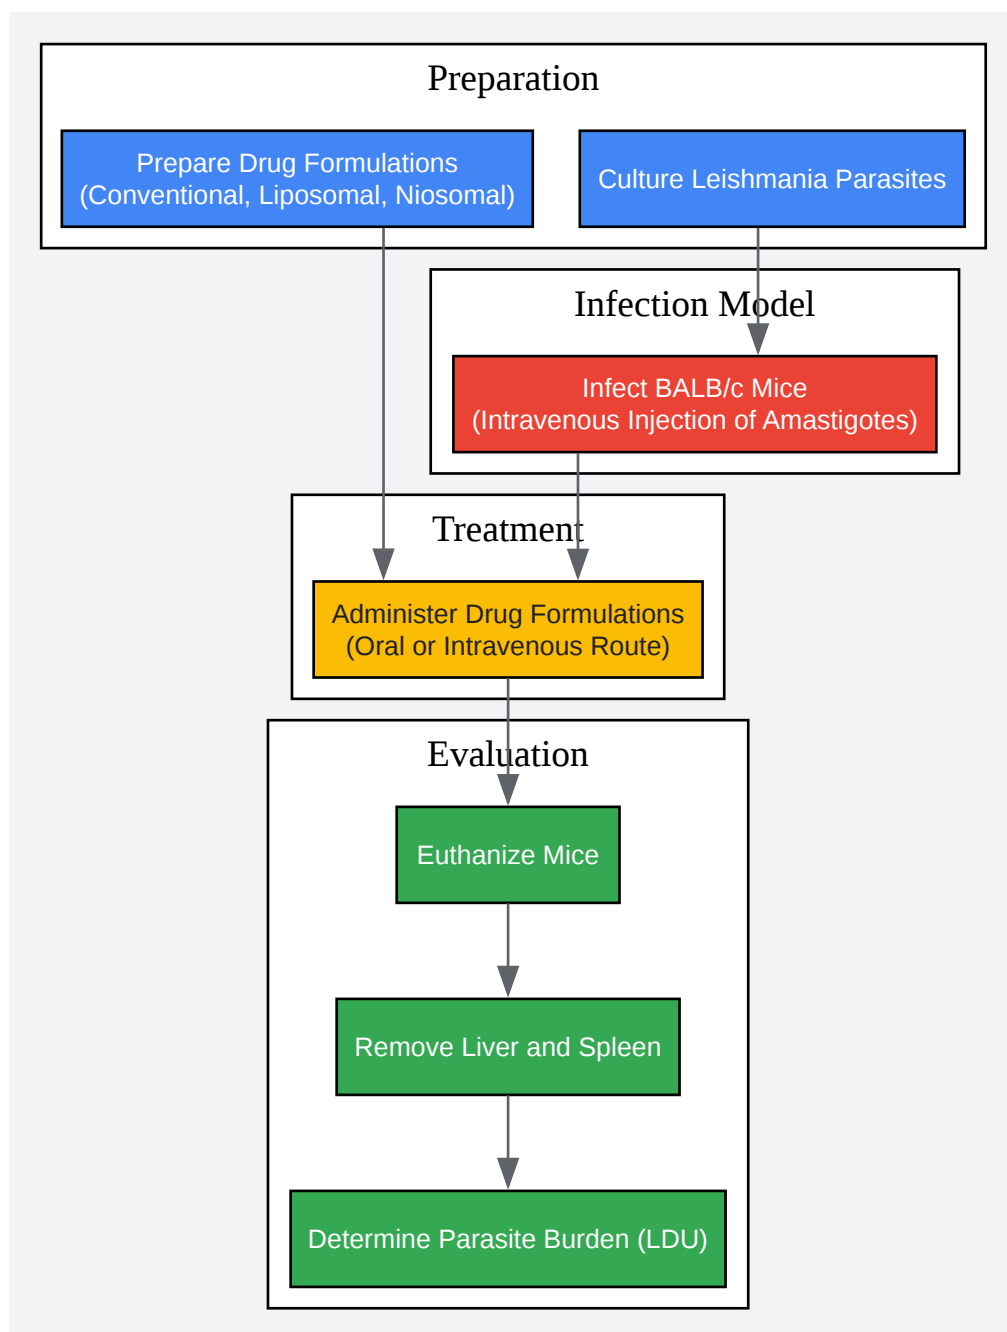 Preparation
Prepare Drug Formulations
(Conventional, Liposomal, Niosomal)
Culture Leishmania Parasites
Infection Model
Infect BALB/c Mice
(Intravenous Injection of Amastigotes)
Treatment
Administer Drug Formulations
(Oral or Intravenous Route)
Evaluation
Euthanize Mice
Remove Liver and Spleen
Determine Parasite Burden (LDU)